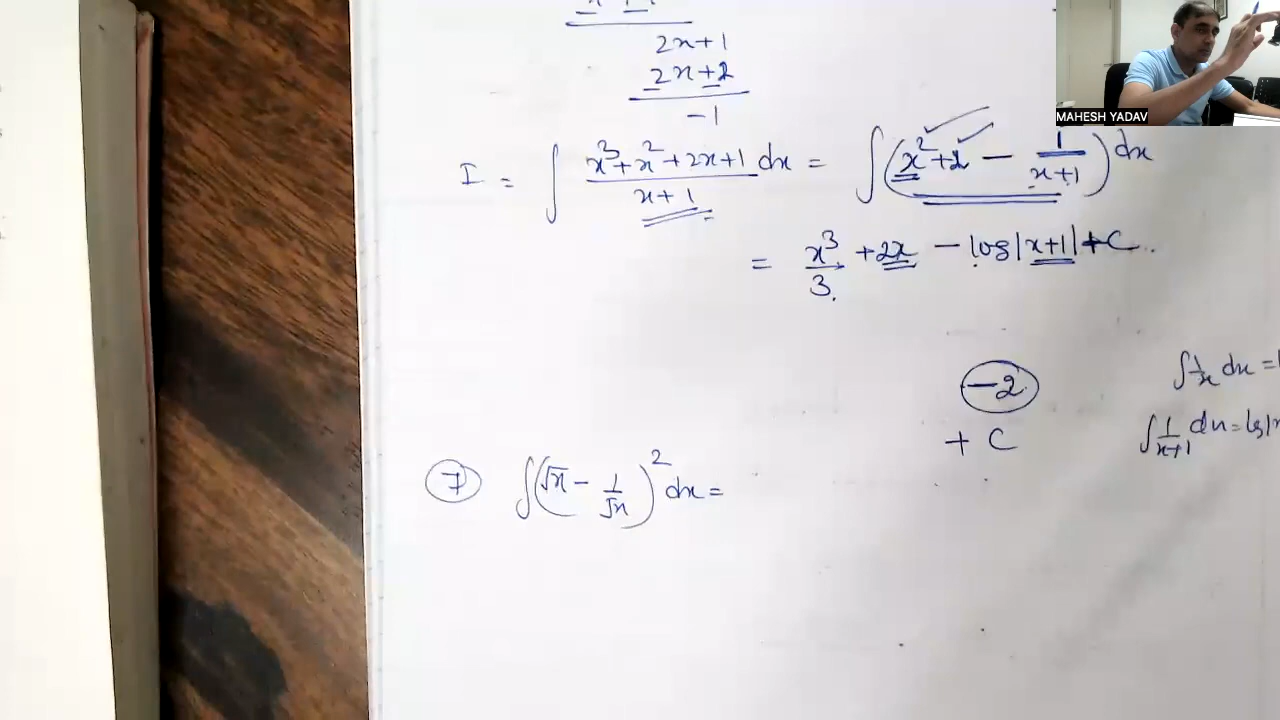 2x+1
2x+2
-1
MAHESH YADAV
I = ∫ x³+x²+2x+1 / x+1 dx = ∫(x²+2 - 1/x+1)dx
= x³/3 +2x - log|x+1|+C
-2
+ C
∫1/x dx =
∫1/x+1 dx = log|
7 ∫(√x - 1/√x)² dx =